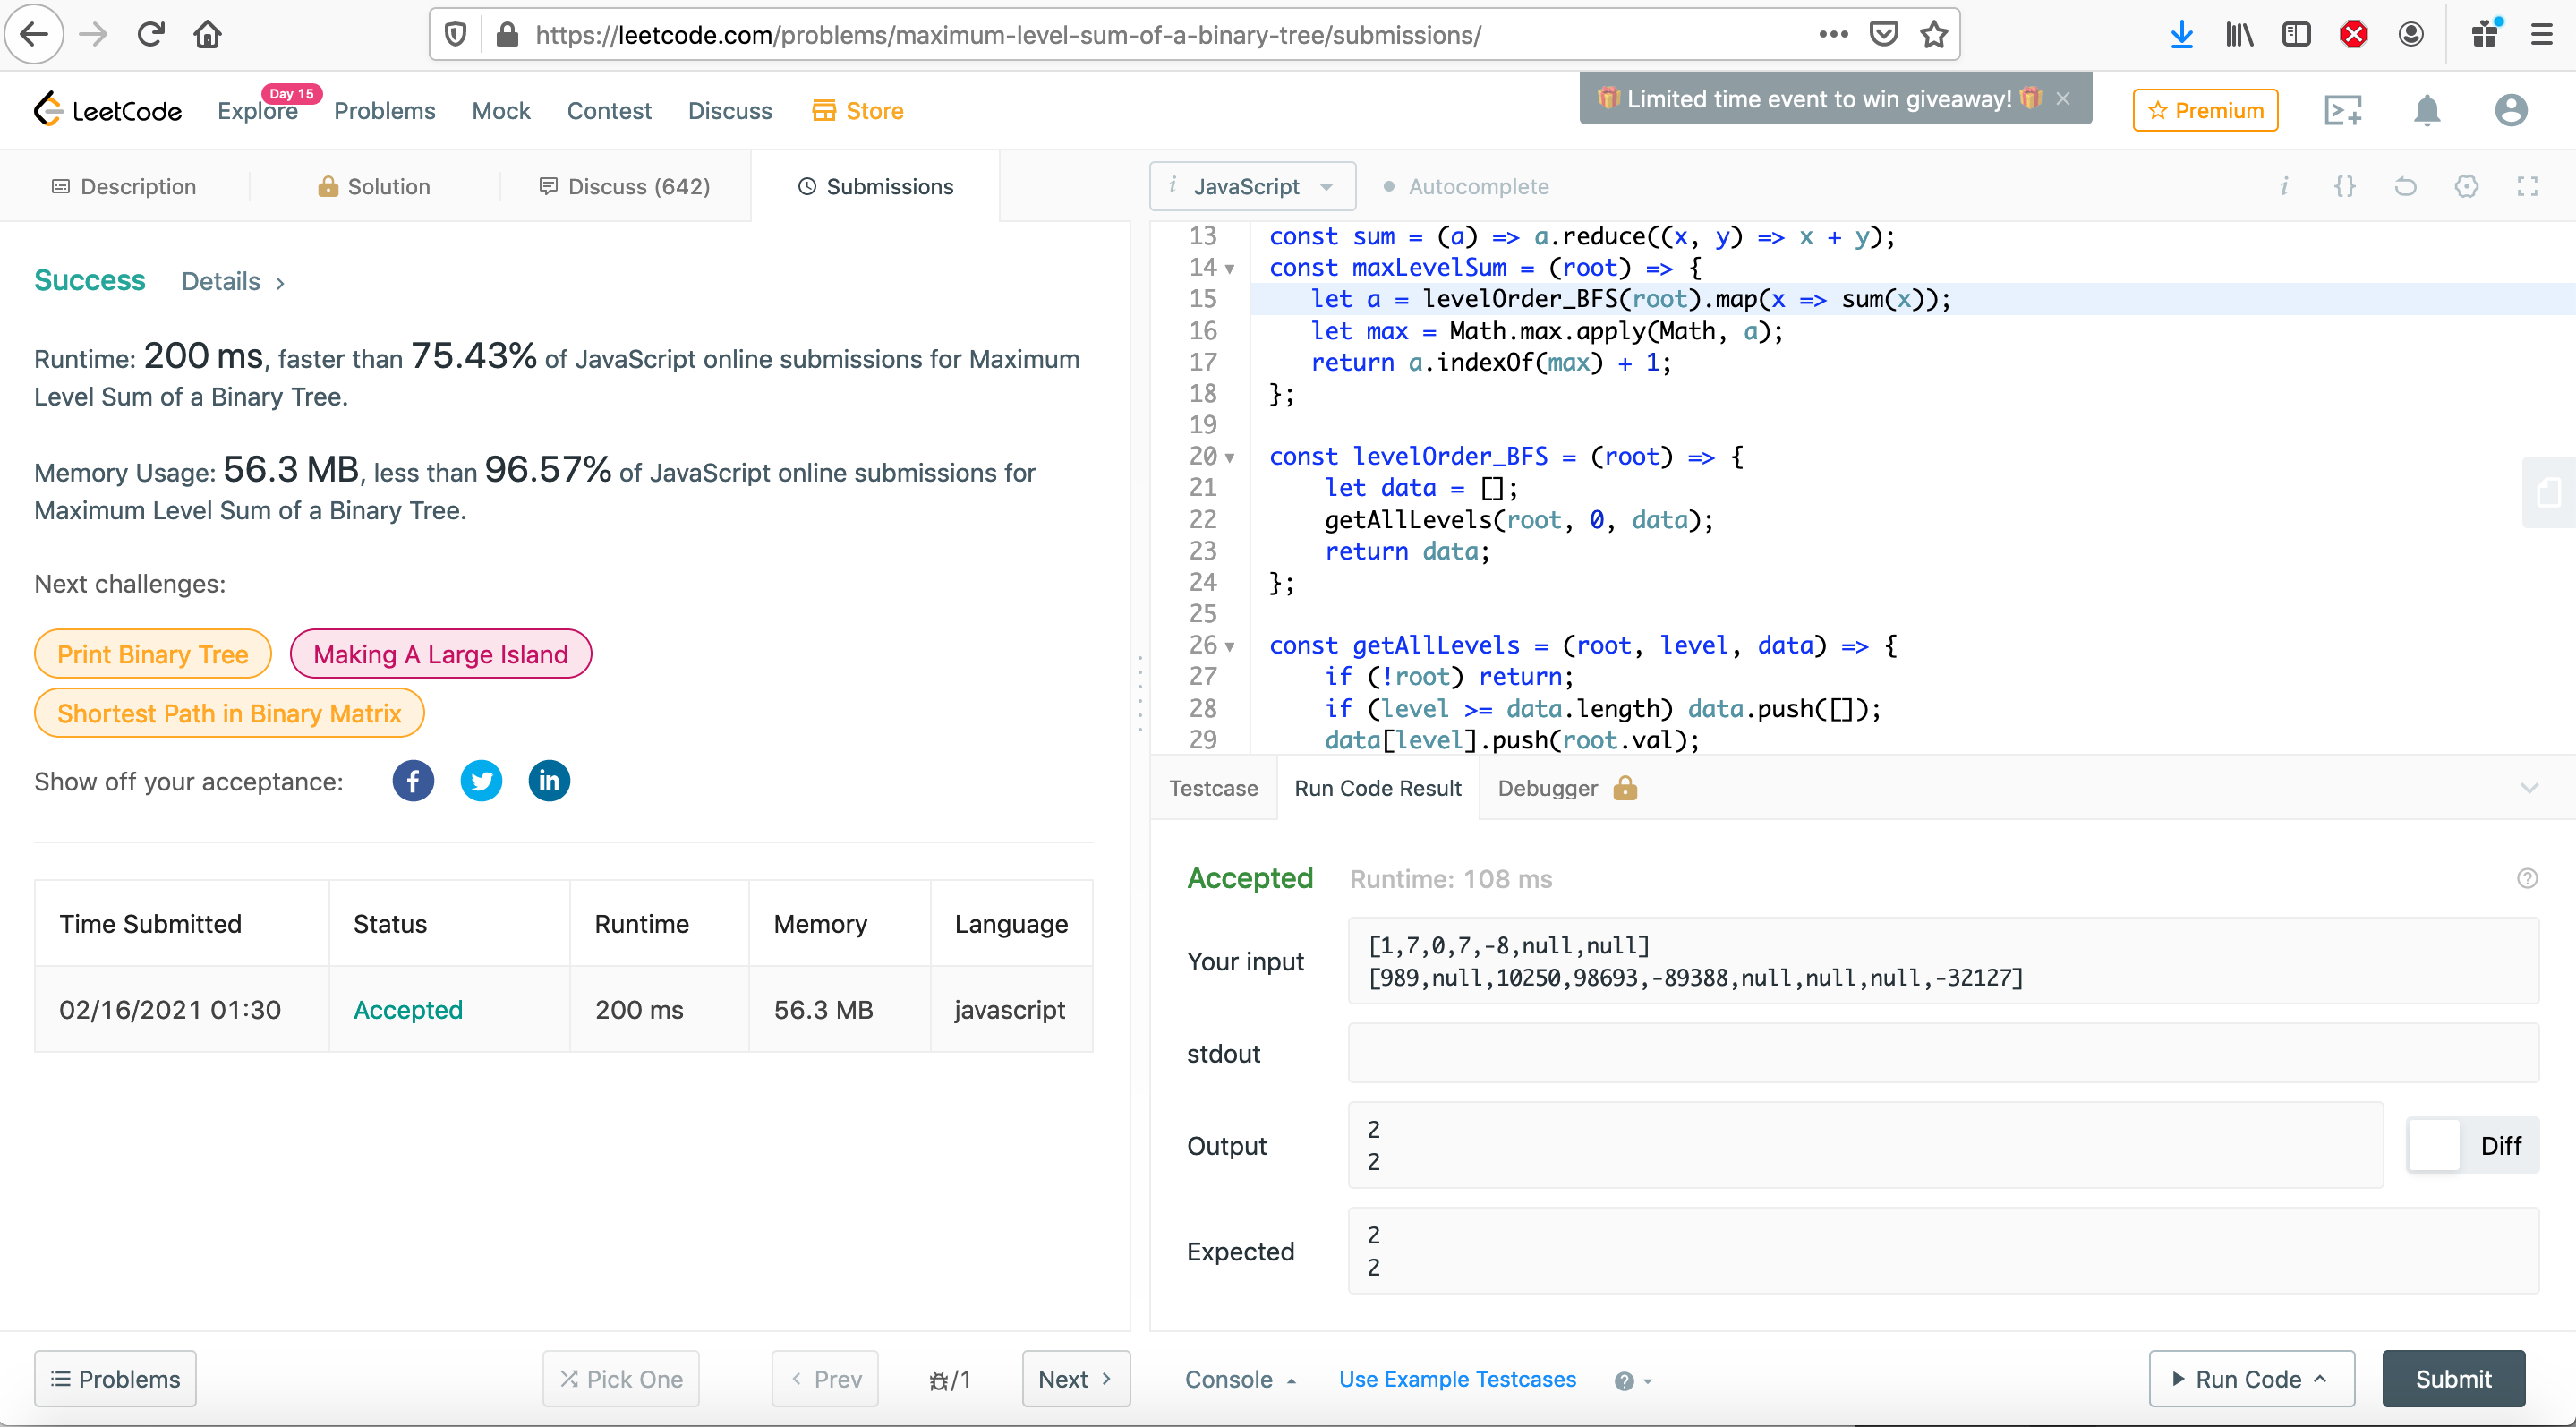 https://leetcode.com/problems/maximum-level-sum-of-a-binary-tree/submissions/
LeetCode
Explore
Day 15
Problems
Mock
Contest
Discuss
Store
🎁 Limited time event to win giveaway! 🎁 ×
Premium
Description
Solution
Discuss (642)
Submissions
Success Details >
Runtime: 200 ms, faster than 75.43% of JavaScript online submissions for Maximum
Level Sum of a Binary Tree.
Memory Usage: 56.3 MB, less than 96.57% of JavaScript online submissions for
Maximum Level Sum of a Binary Tree.
Next challenges:
Print Binary Tree
Making A Large Island
Shortest Path in Binary Matrix
Show off your acceptance:
Time Submitted Status Runtime Memory Language
02/16/2021 01:30 Accepted 200 ms 56.3 MB javascript
Problems
Pick One
< Prev
/1
Next >
i JavaScript
Autocomplete
i {}
13 const sum = (a) => a.reduce((x, y) => x + y);
14 const maxLevelSum = (root) => {
15 let a = levelOrder_BFS(root).map(x => sum(x));
16 let max = Math.max.apply(Math, a);
17 return a.indexOf(max) + 1;
18 };
19
20 const levelOrder_BFS = (root) => {
21 let data = [];
22 getAllLevels(root, 0, data);
23 return data;
24 };
25
26 const getAllLevels = (root, level, data) => {
27 if (!root) return;
28 if (level >= data.length) data.push([]);
29 data[level].push(root.val);
Testcase
Run Code Result
Debugger
Accepted Runtime: 108 ms
Your input
[1,7,0,7,-8,null,null]
[989,null,10250,98693,-89388,null,null,null,-32127]
stdout
Output
2
2
Diff
Expected
2
2
Console
Use Example Testcases
Run Code
Submit